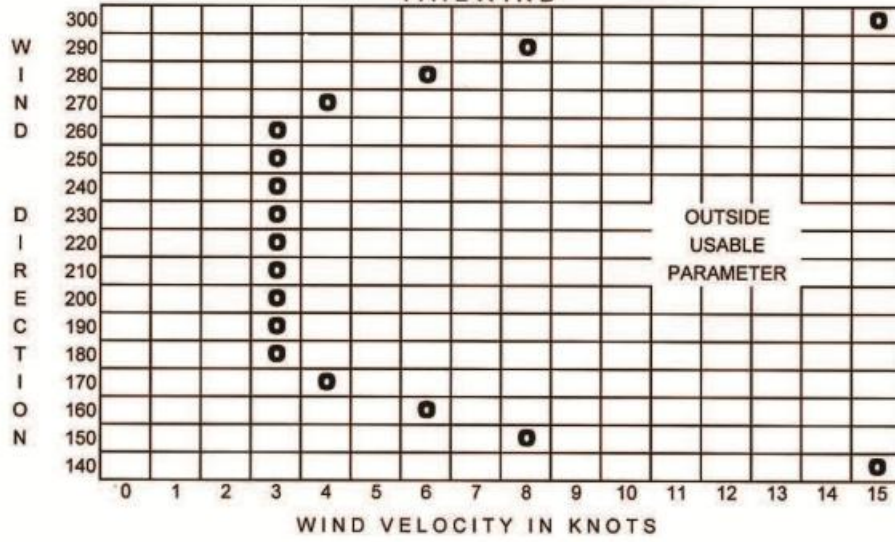 300 O
W 290 O
I 280 O
N 270 O
D 260 O
250 O
240 O
D 230 O OUTSIDE
I 220 O USABLE
R 210 O PARAMETER
E 200 O
C 190 O
T 180 O
I 170 O
O 160 O
N 150 O
140 O
0 1 2 3 4 5 6 7 8 9 10 11 12 13 14 15
WIND VELOCITY IN KNOTS